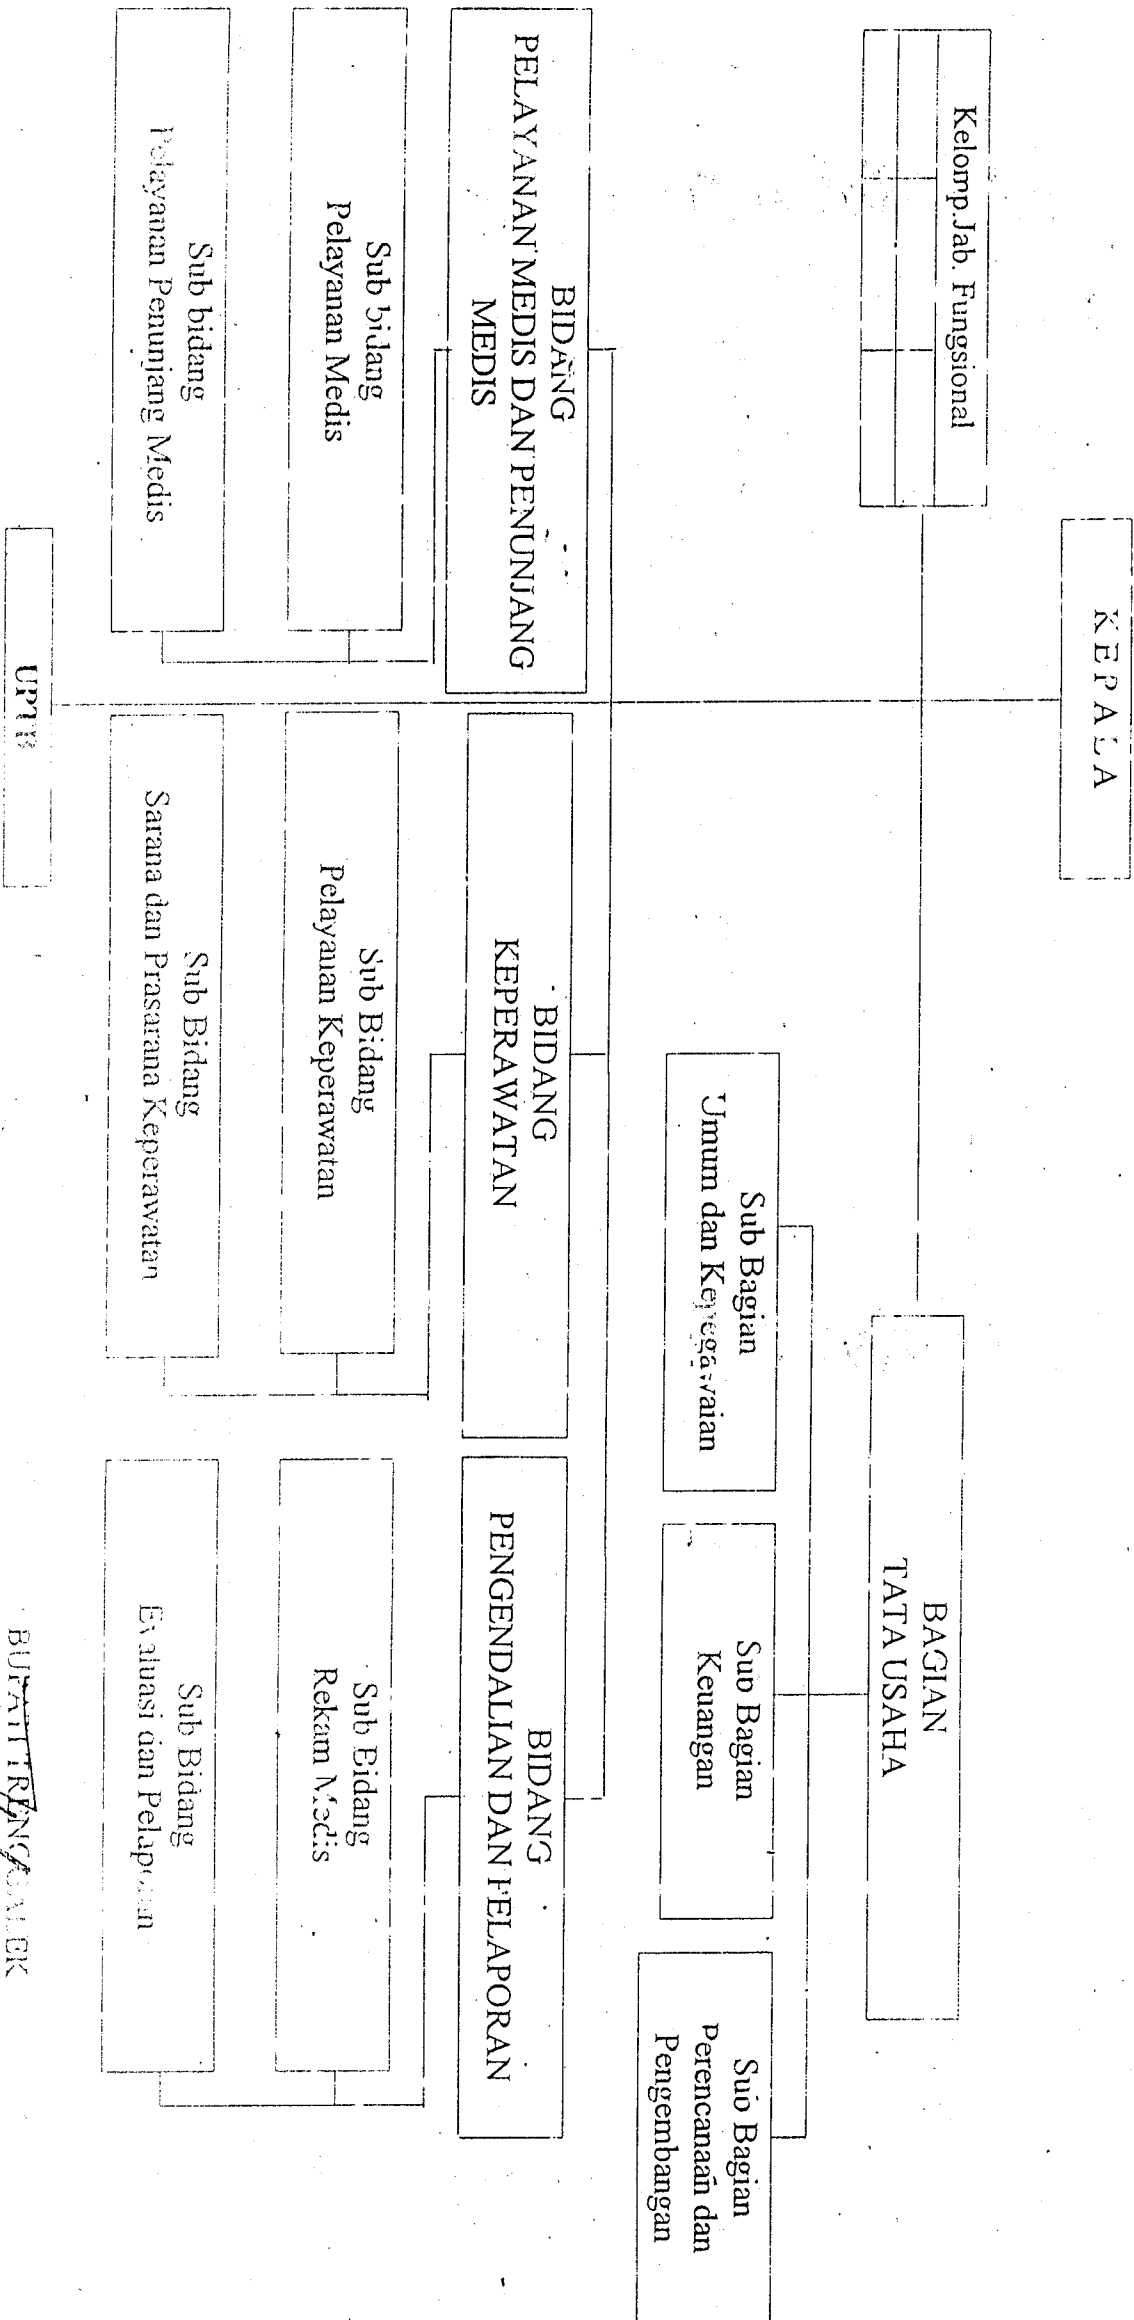 KEPALA
Kelomp.Jab. Fungsional
BAGIAN
TATA USAHA
Sub Bagian
Umum dan Kepegawaian
Sub Bagian
Keuangan
Sub Bagian
Perencanaan dan
Pengembangan
BIDANG
PELAYANAN MEDIS DAN PENUNJANG
MEDIS
BIDANG
KEPERAWATAN
BIDANG
PENGENDALIAN DAN PELAPORAN
Sub bidang
Pelayanan Medis
Sub Bidang
Pelayanan Keperawatan
Sub Bidang
Rekam Medis
Sub bidang
Pelayanan Penunjang Medis
Sub Bidang
Sarana dan Prasarana Keperawatan
Sub Bidang
Evaluasi dan Pelaporan
UPTB
BUPATI TRENGGALEK